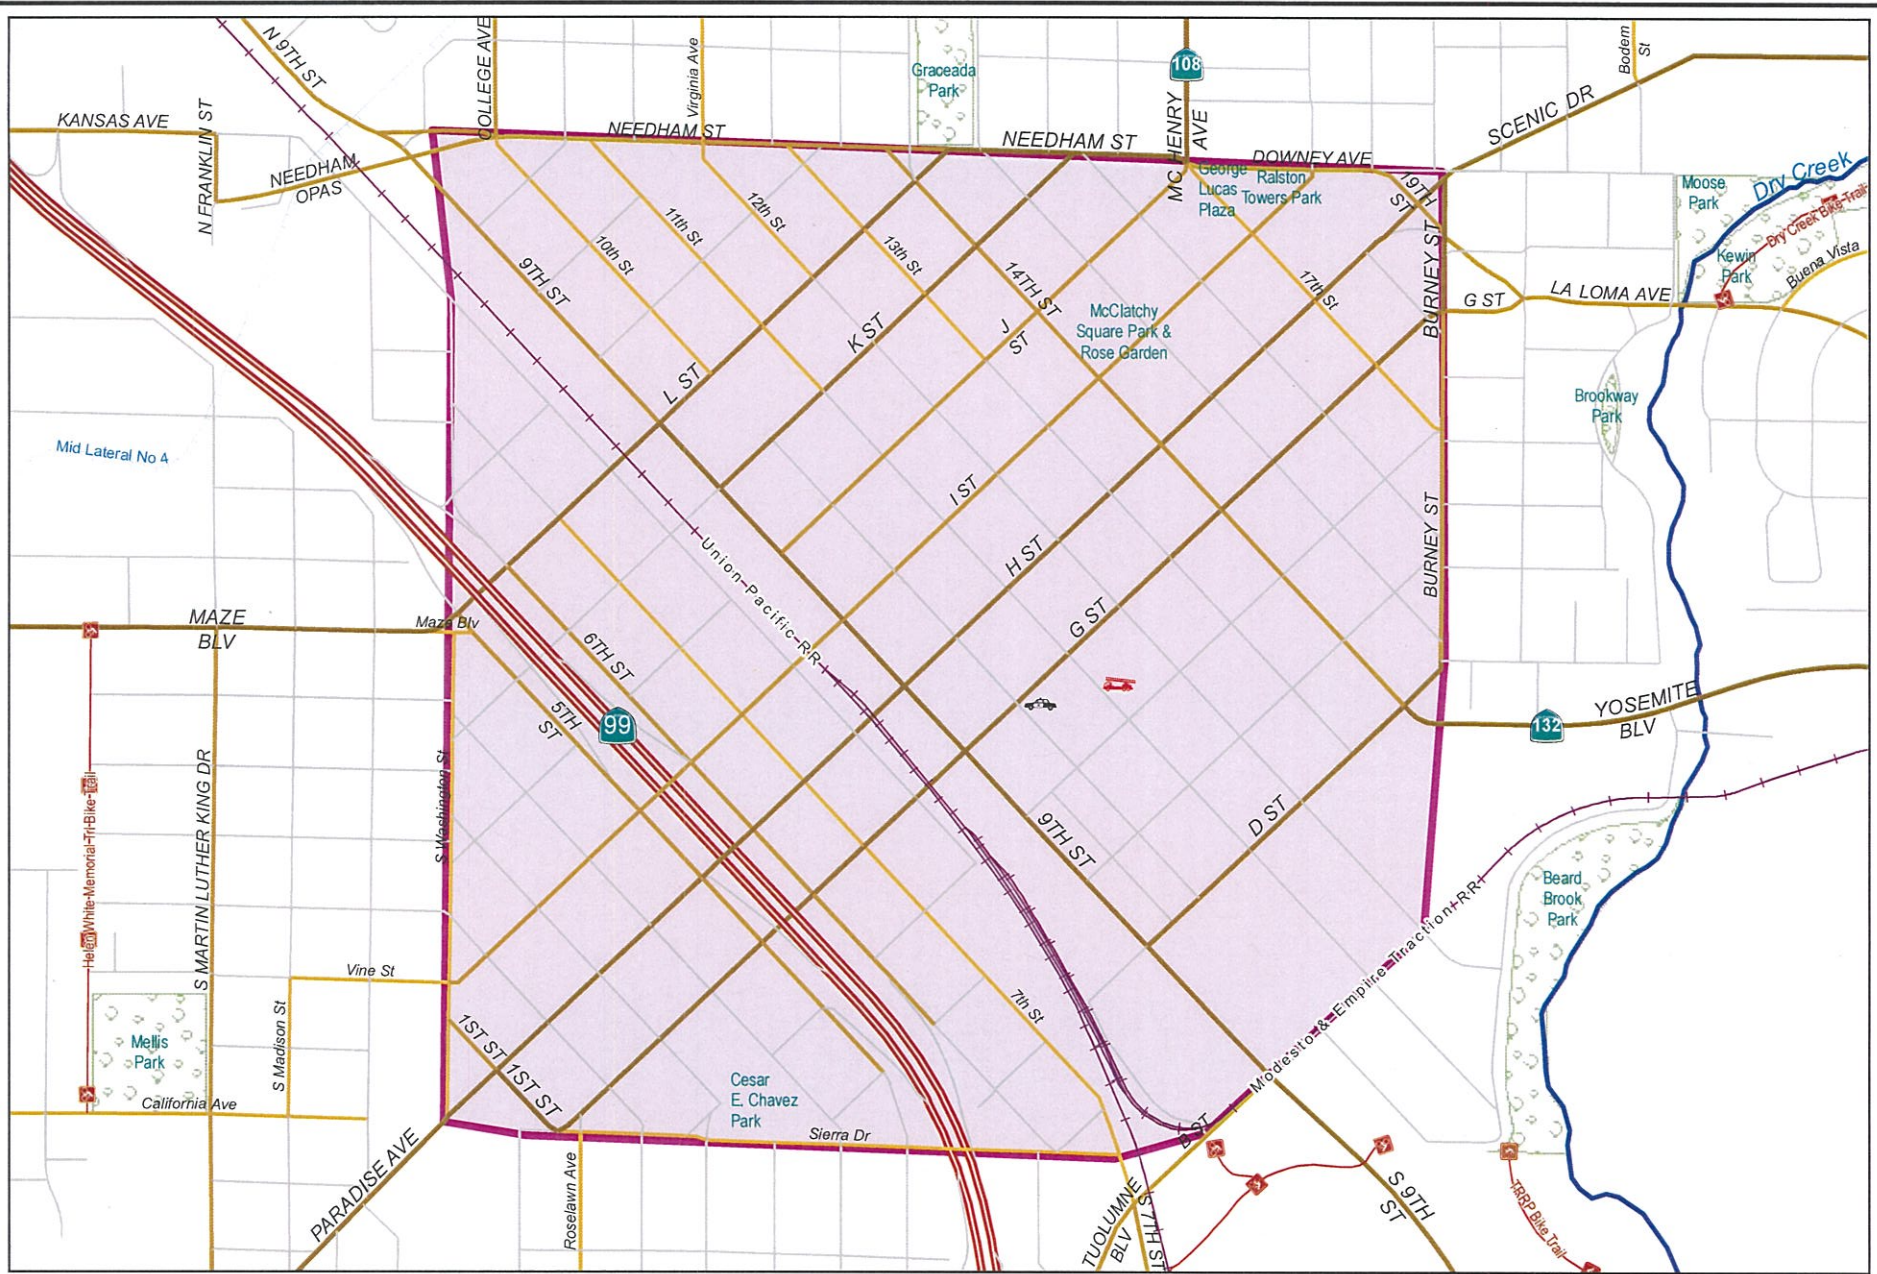 N 9TH ST
COLLEGE AVE
Virginia Ave
Graceada
Park
108
MC HENRY
AVE
Bodem
St
SCENIC DR
KANSAS AVE
N FRANKLIN ST
NEEDHAM
OPAS
NEEDHAM ST
NEEDHAM ST
DOWNEY AVE
George
Lucas
Plaza
Ralston
Towers Park
19TH
ST
Moose
Park
Dry Creek
Dry Creek Bike-Trail
Kewin
Park
Buena Vista
9TH ST
10th St
11th St
12th St
13th St
14TH ST
17th St
BURNEY ST
G ST
LA LOMA AVE
McClatchy
Square Park &
Rose Garden
J
ST
K ST
L ST
Brookway
Park
Mid Lateral No 4
I ST
H ST
G ST
BURNEY ST
Union-Pacific-RR
MAZE
BLV
Maze Blv
6TH ST
5TH
ST
99
YOSEMITE
BLV
132
S Washington St
S MARTIN LUTHER KING DR
Helen-White-Memorial-Tri-Bike-Trail
9TH ST
D ST
Beard
Brook
Park
Modesto & Empire Traction-RR
Vine St
S Madison St
7th St
Mellis
Park
California Ave
1ST ST
1ST ST
Cesar
E. Chavez
Park
Sierra Dr
B ST
PARADISE AVE
Roselawn Ave
TUOLUMNE
BLV
S 7TH ST
S 9TH
ST
TRRP Bike Trail